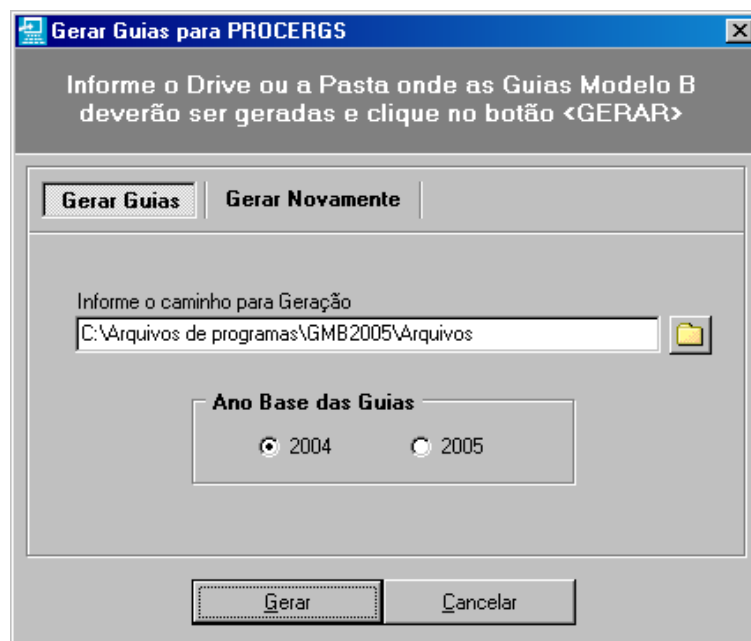 Gerar Guias para PROCERGS
Informe o Drive ou a Pasta onde as Guias Modelo B
deverão ser geradas e clique no botão <GERAR>
Gerar Guias
Gerar Novamente
Informe o caminho para Geração
C:\Arquivos de programas\GMB2005\Arquivos
Ano Base das Guias
2004
2005
Gerar
Cancelar